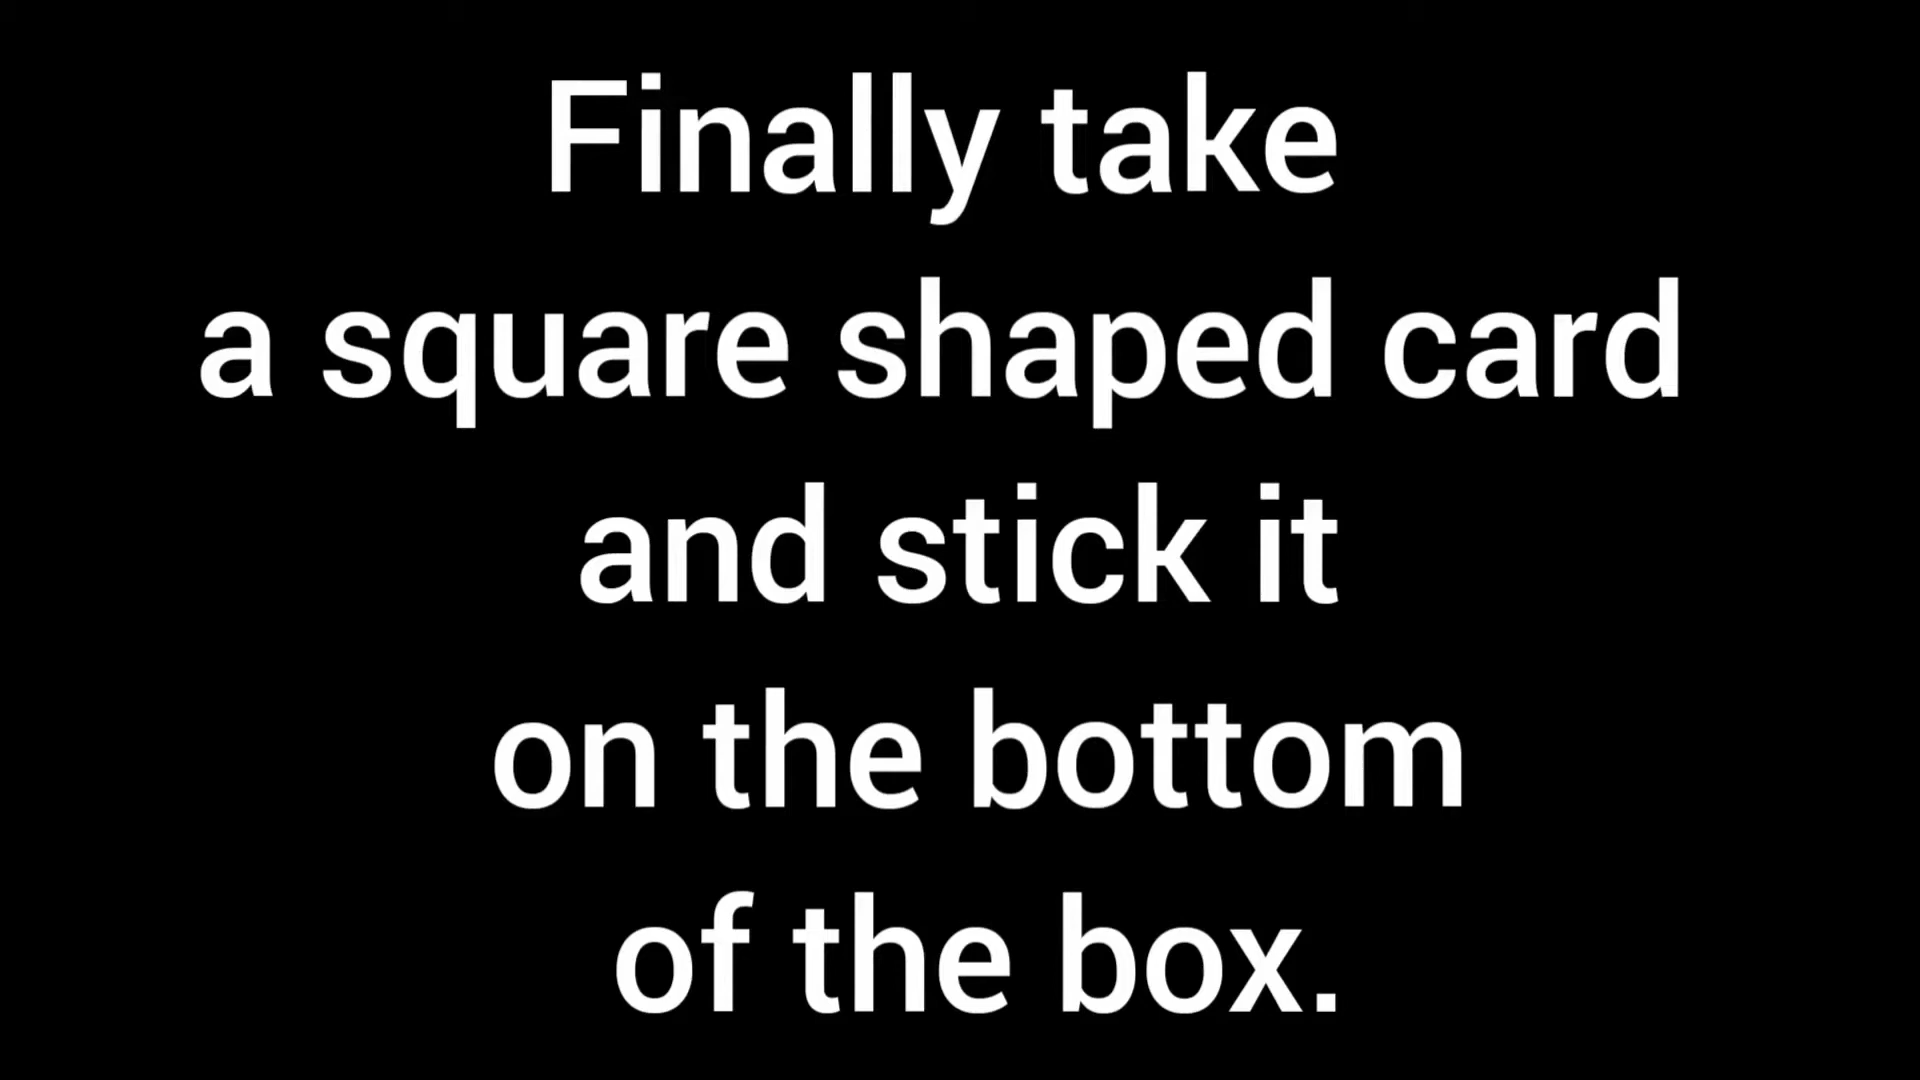 Finally take
a square shaped card
and stick it
on the bottom
of the box.